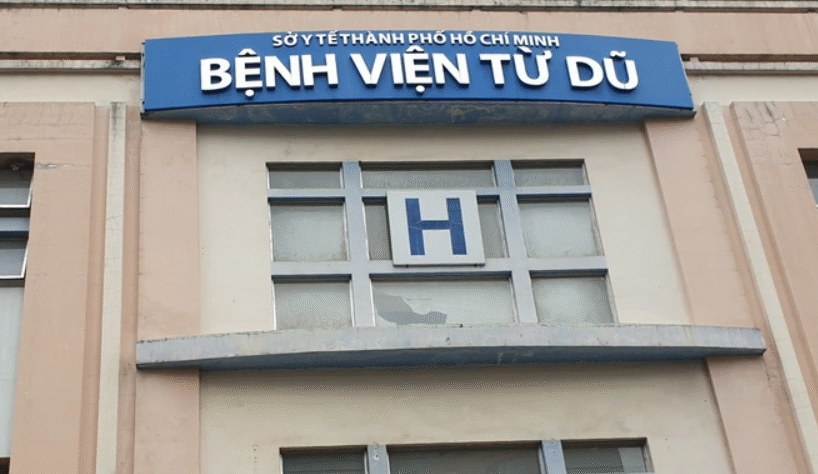 SỞ Y TẾ THÀNH PHỐ HỒ CHÍ MINH
BỆNH VIỆN TỪ DŨ
H